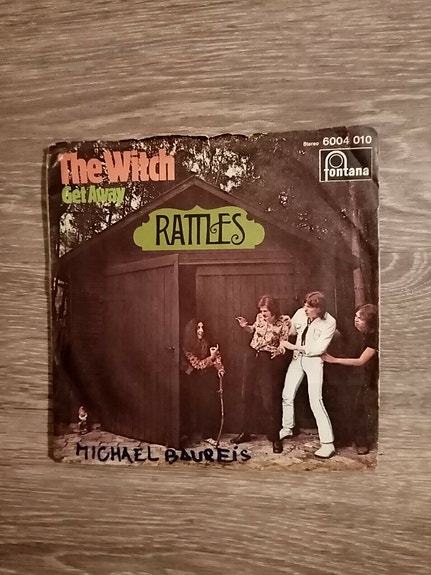 Stereo 6004 010
fontana
The Witch
Get Away
RATTLES
MICHAEL BAUREIS